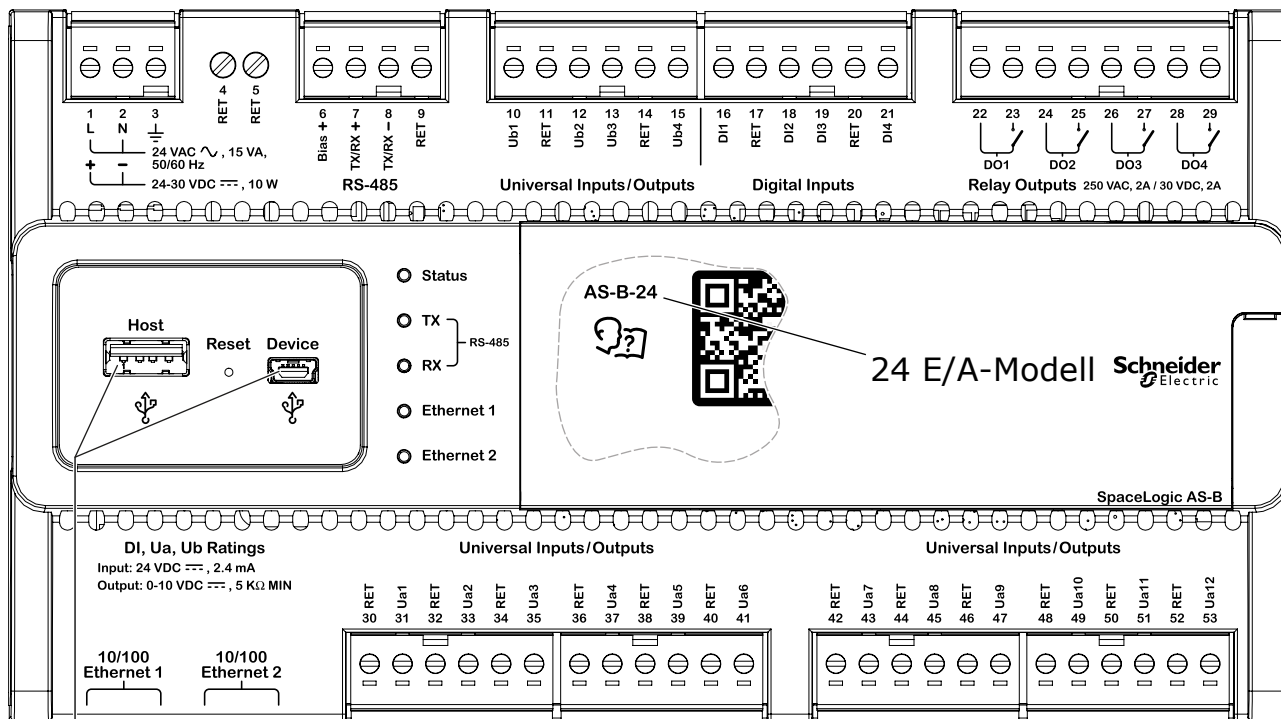 1 2 3 4 5 6 7 8 9 10 11 12 13 14 15 16 17 18 19 20 21 22 23 24 25 26 27 28 29
L N RET RET Bias + TX/RX + TX/RX − RET Ub1 RET Ub2 Ub3 RET Ub4 DI1 RET DI2 DI3 RET DI4
24 VAC ∿, 15 VA,
50/60 Hz
+ −
24-30 VDC ⎓, 10 W
DO1 DO2 DO3 DO4
RS-485
Universal Inputs/Outputs
Digital Inputs
Relay Outputs 250 VAC, 2A / 30 VDC, 2A
Status
TX
RS-485
RX
Ethernet 1
Ethernet 2
Host
Reset
Device
AS-B-24
?
24 E/A-Modell
Schneider
Electric
SpaceLogic AS-B
DI, Ua, Ub Ratings
Input: 24 VDC ⎓, 2.4 mA
Output: 0-10 VDC ⎓, 5 KΩ MIN
Universal Inputs/Outputs
Universal Inputs/Outputs
RET Ua1 RET Ua2 RET Ua3 RET Ua4 RET Ua5 RET Ua6 RET Ua7 RET Ua8 RET Ua9 RET Ua10 RET Ua11 RET Ua12
30 31 32 33 34 35 36 37 38 39 40 41 42 43 44 45 46 47 48 49 50 51 52 53
10/100
Ethernet 1
10/100
Ethernet 2